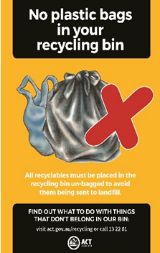 No plastic bags
in your
recycling bin
All recyclables must be placed in the
recycling bin un-bagged to avoid
them being sent to landfill.
FIND OUT WHAT TO DO WITH THINGS
THAT DON'T BELONG IN OUR BIN:
visit act.gov.au/recycling or call 13 22 81
ACT